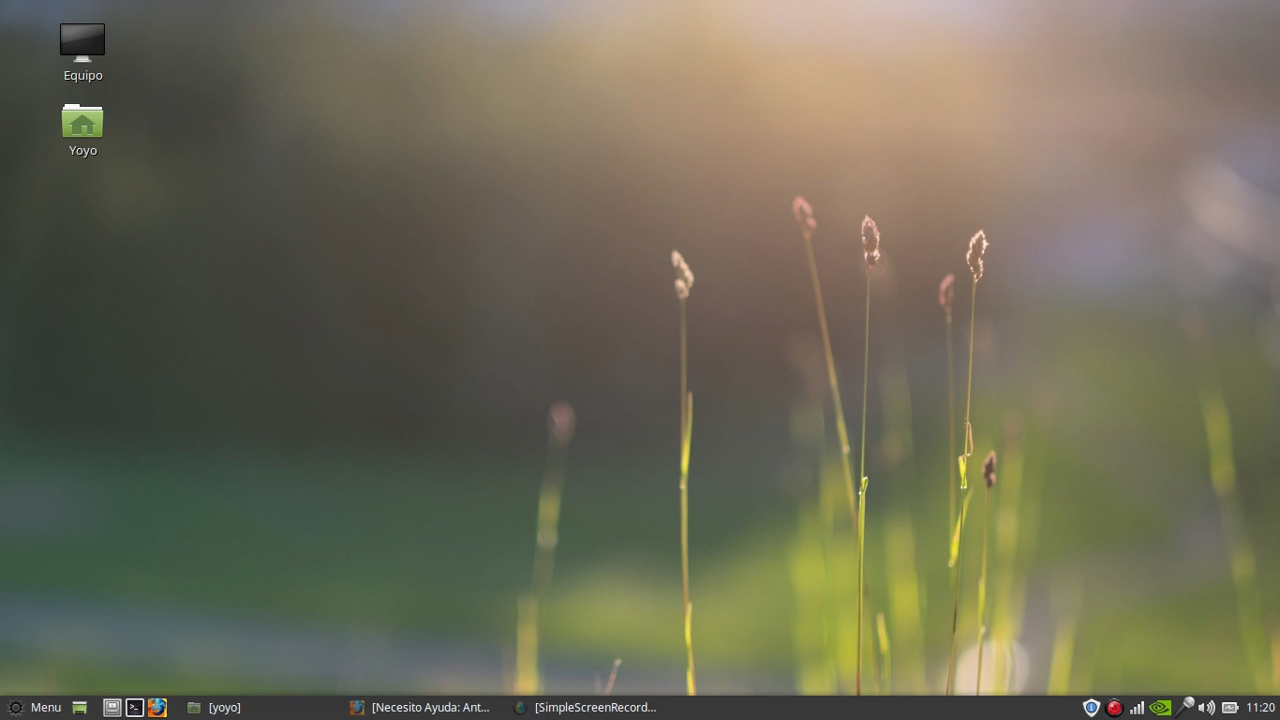 Equipo
Yoyo
Menu
[yoyo]
[Necesito Ayuda: Ant...
[SimpleScreenRecord...
11:20